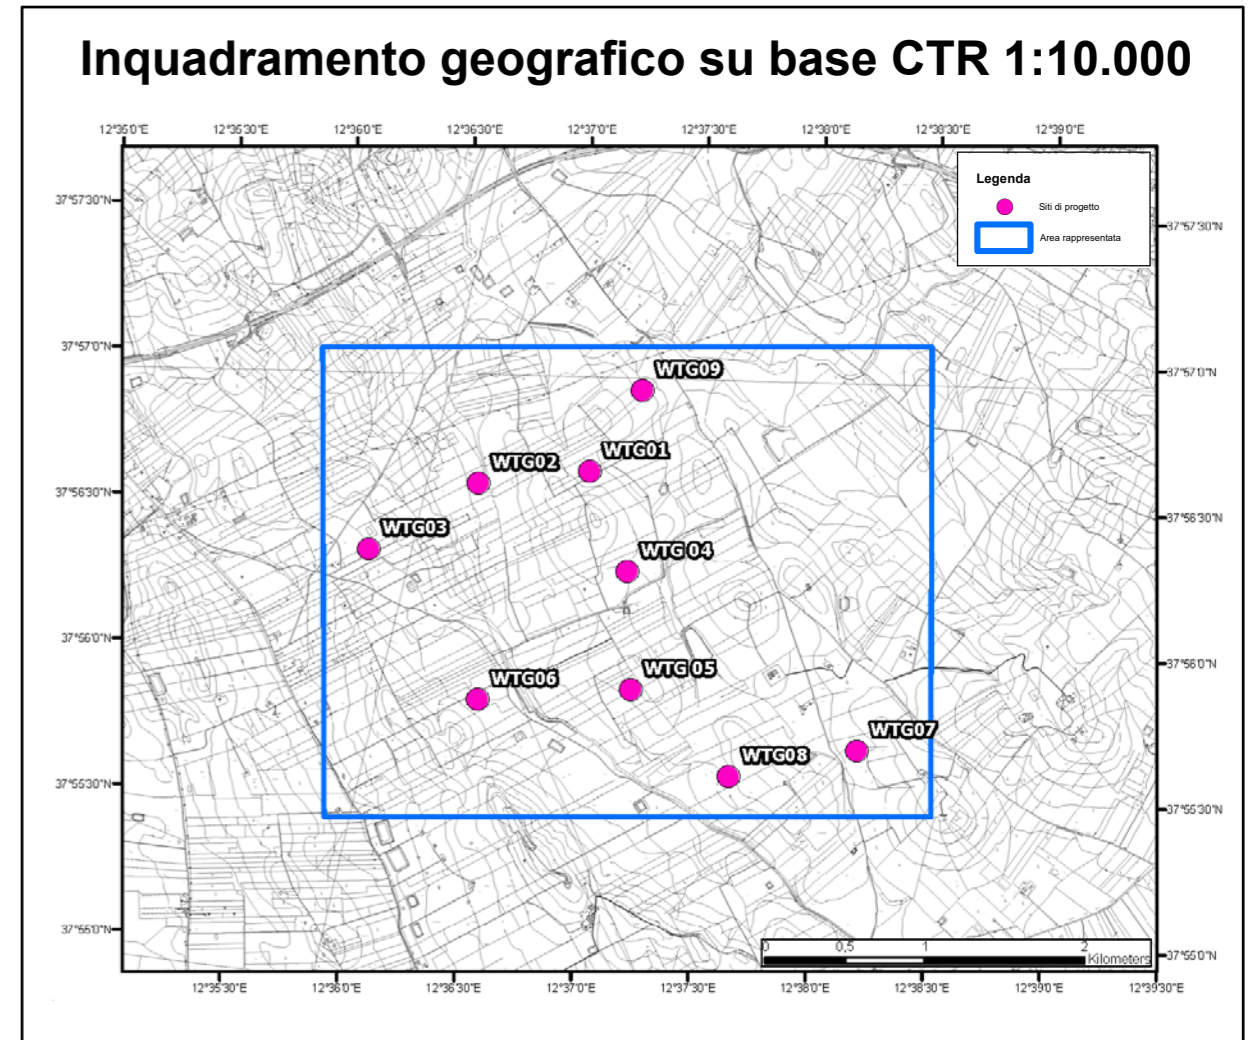 Inquadramento geografico su base CTR 1:10.000
12°35'0"E 12°35'30"E 12°36'0"E 12°36'30"E 12°37'0"E 12°37'30"E 12°38'0"E 12°38'30"E 12°39'0"E
Legenda
Siti di progetto
Area rappresentata
37°57'30"N
37°57'30"N
37°57'0"N
37°57'0"N
WTG09
WTG01
WTG02
37°56'30"N
37°56'30"N
WTG03
WTG 04
37°56'0"N
37°56'0"N
WTG 05
WTG06
WTG07
WTG08
37°55'30"N
37°55'30"N
37°55'0"N
0 0,5 1 2
Kilometers
37°55'0"N
12°35'30"E 12°36'0"E 12°36'30"E 12°37'0"E 12°37'30"E 12°38'0"E 12°38'30"E 12°39'0"E 12°39'30"E